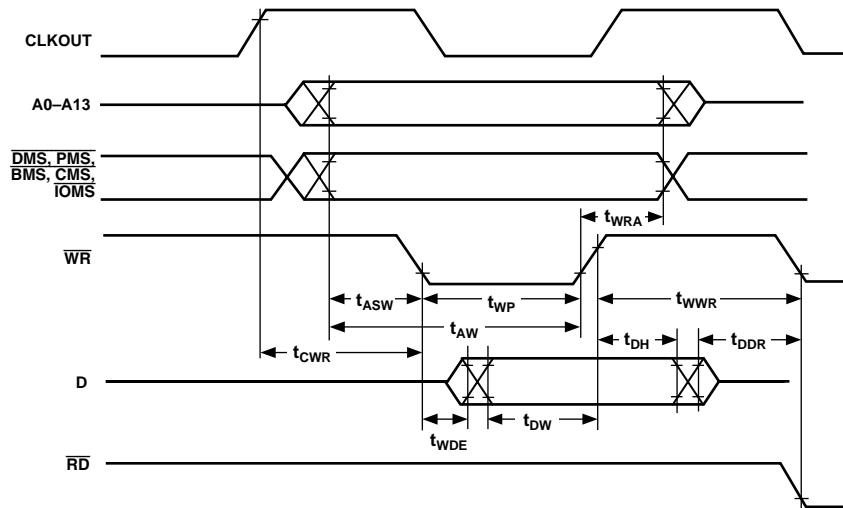 CLKOUT
A0–A13
DMS, PMS,
BMS, CMS,
IOMS
tWRA
WR
tASW
tWP
tWWR
tAW
tCWR
tDH
tDDR
D
tWDE
tDW
RD